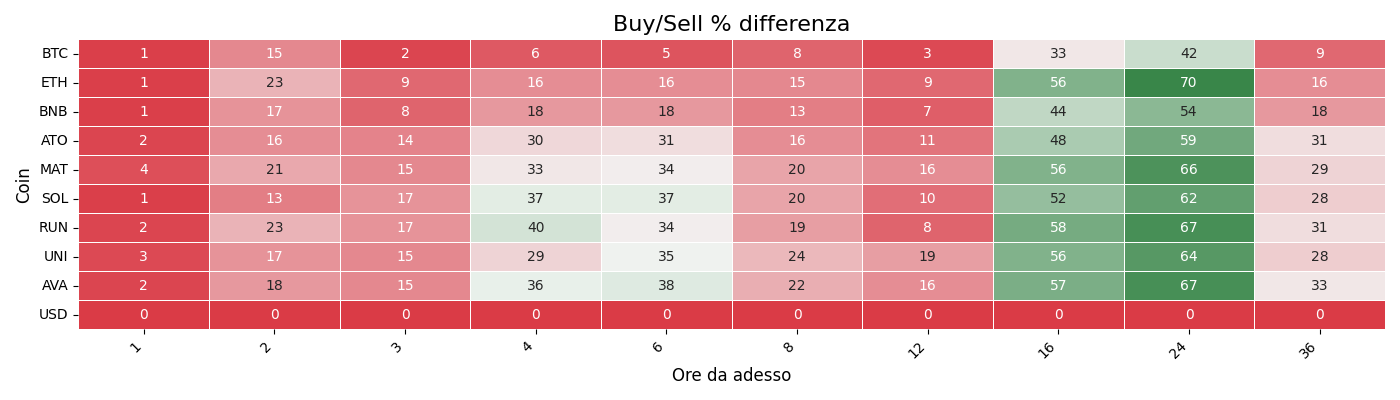 Buy/Sell % differenza
Coin
BTC 1 15 2 6 5 8 3 33 42 9
ETH 1 23 9 16 16 15 9 56 70 16
BNB 1 17 8 18 18 13 7 44 54 18
ATO 2 16 14 30 31 16 11 48 59 31
MAT 4 21 15 33 34 20 16 56 66 29
SOL 1 13 17 37 37 20 10 52 62 28
RUN 2 23 17 40 34 19 8 58 67 31
UNI 3 17 15 29 35 24 19 56 64 28
AVA 2 18 15 36 38 22 16 57 67 33
USD 0 0 0 0 0 0 0 0 0 0
1 2 3 4 6 8 12 16 24 36
Ore da adesso